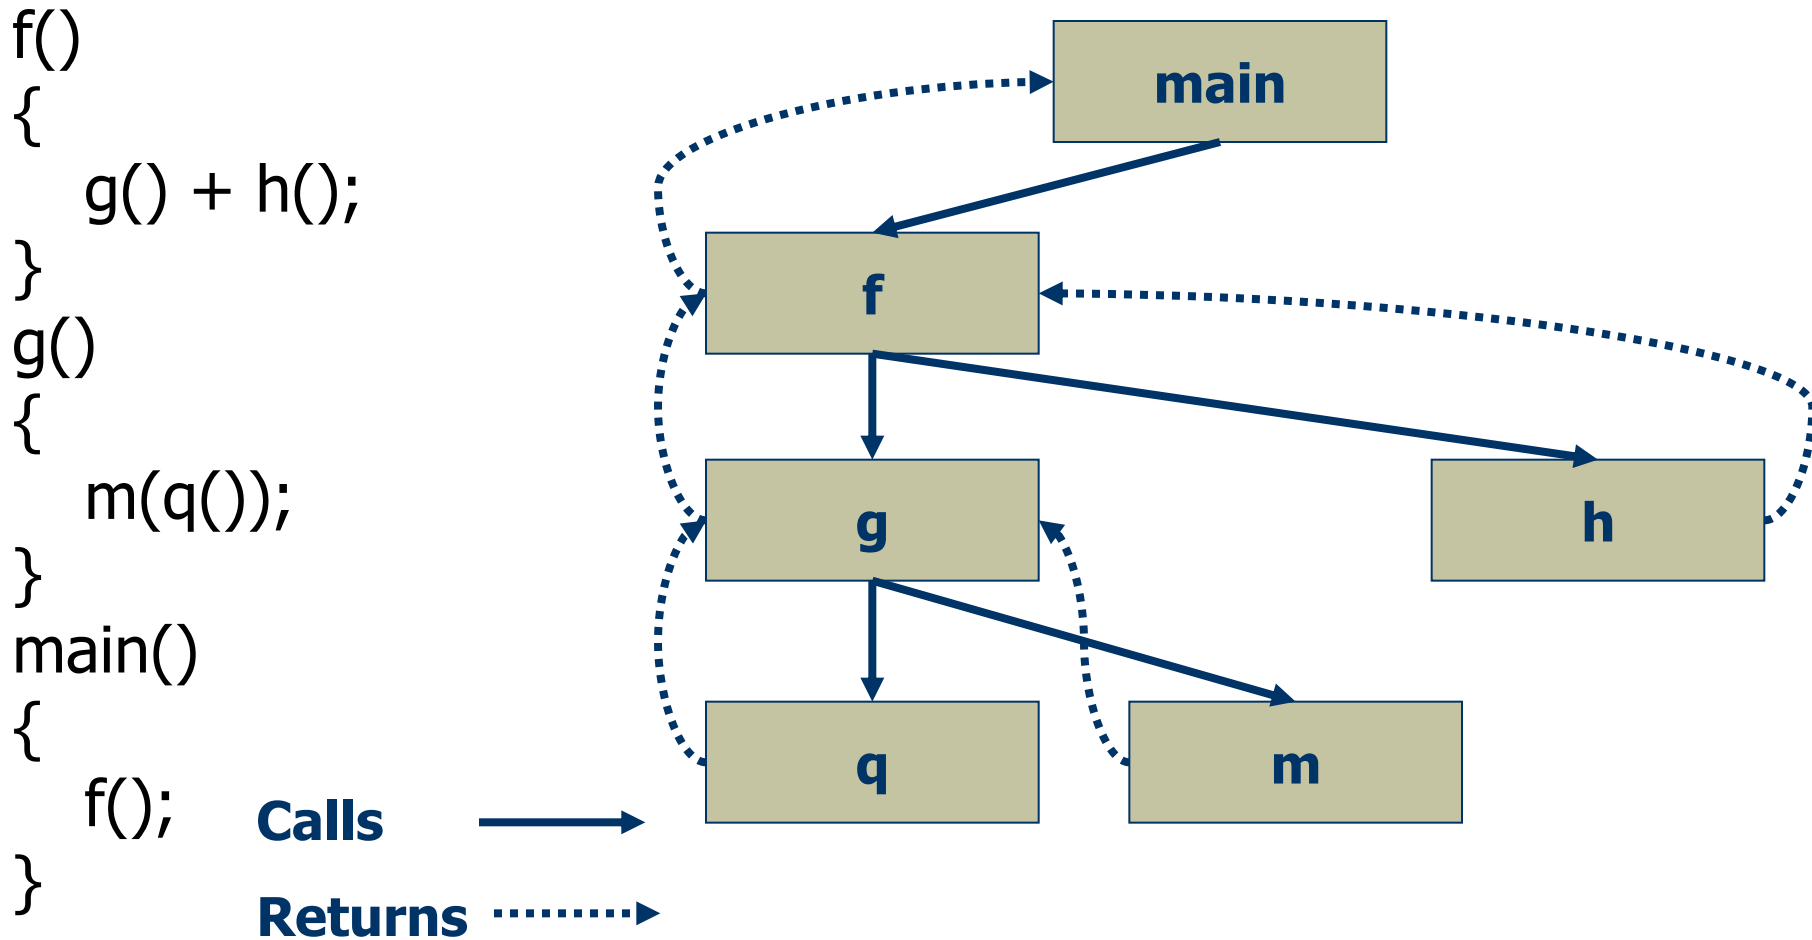 f()
{
g() + h();
}
g()
{
m(q());
}
main()
{
f();
}
main
f
g
h
q
m
Calls
Returns